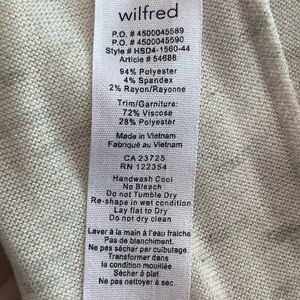 wilfred
P.O. # 4500045589
P.O. # 4500045590
Style # HSD4-1560-44
Article # 54688
94% Polyester
4% Spandex
2% Rayon/Rayonne
Trim/Garniture:
72% Viscose
28% Polyester
Made in Vietnam
Fabriqué au Vietnam
CA 23725
RN 122354
Handwash Cool
No Bleach
Do not Tumble Dry
Re-shape in wet condition
Lay flat to Dry
Do not dry clean
Laver à la main à l'eau fraiche
Pas de blanchiment.
Ne pas sécher par culbutage.
Transformer dans
la condition mouillée
Sécher à plat
Ne pas nettoyer à sec